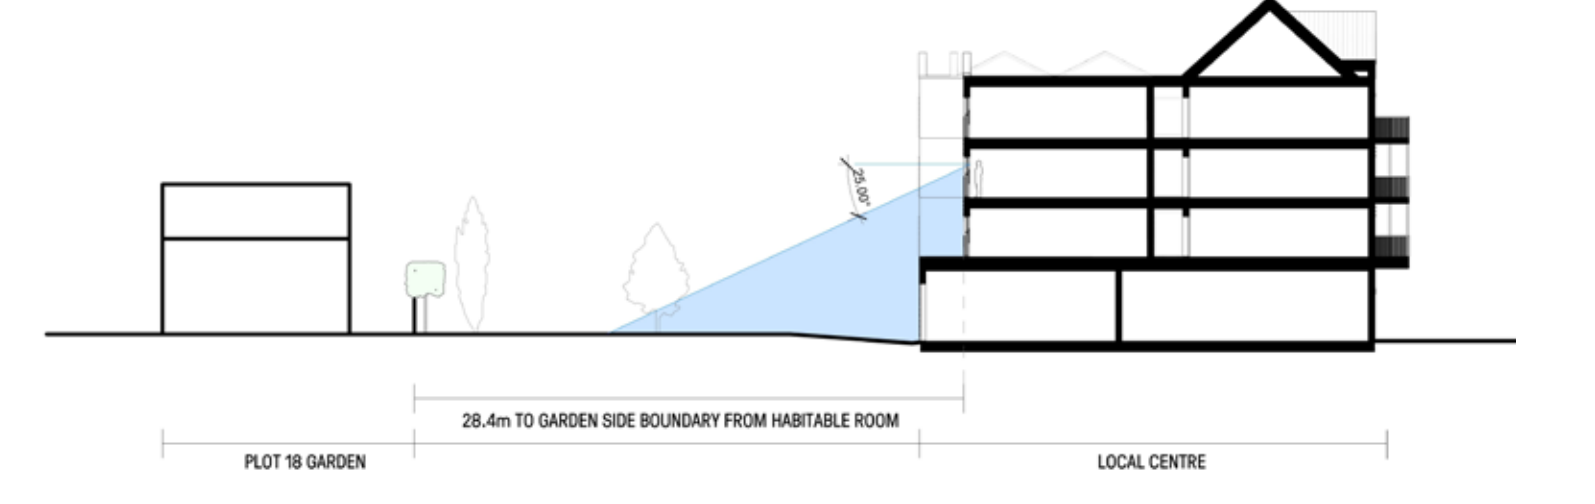 25.00°
28.4m TO GARDEN SIDE BOUNDARY FROM HABITABLE ROOM
PLOT 18 GARDEN
LOCAL CENTRE